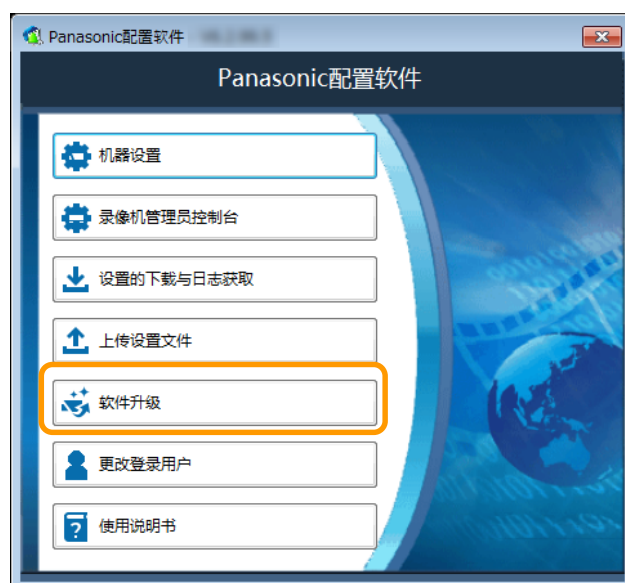 Panasonic配置软件
Panasonic配置软件
机器设置
录像机管理员控制台
设置的下载与日志获取
上传设置文件
软件升级
更改登录用户
使用说明书